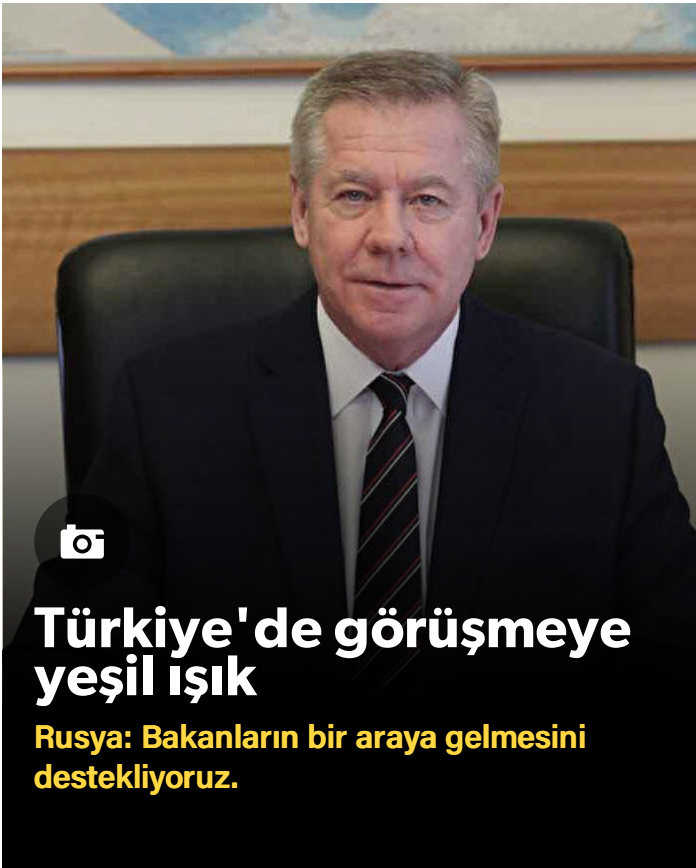 Türkiye'de görüşmeye
yeşil ışık
Rusya: Bakanların bir araya gelmesini
destekliyoruz.